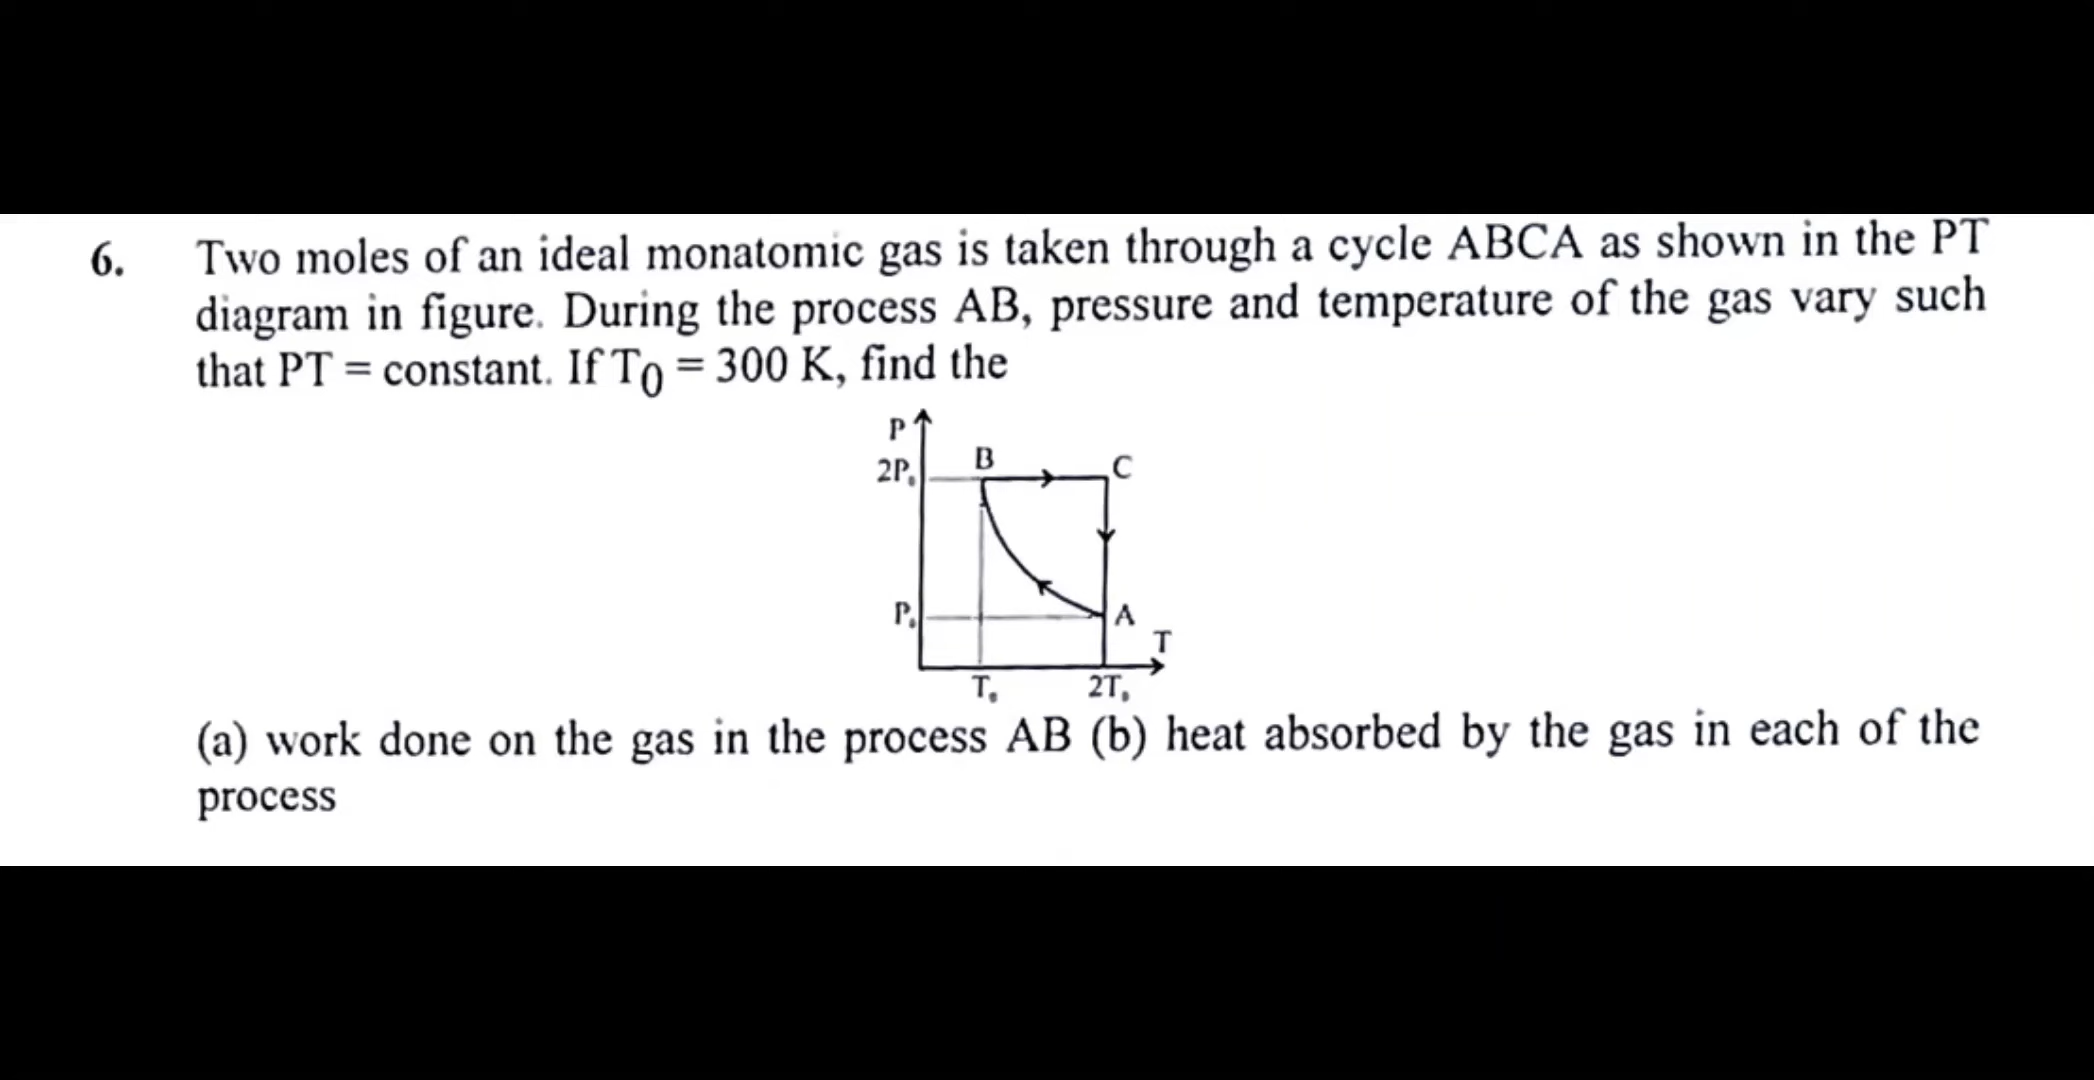 6. Two moles of an ideal monatomic gas is taken through a cycle ABCA as shown in the PT
diagram in figure. During the process AB, pressure and temperature of the gas vary such
that PT = constant. If T₀ = 300 K, find the
P
2P₀ B C
P₀ A
T
T₀ 2T₀
(a) work done on the gas in the process AB (b) heat absorbed by the gas in each of the
process